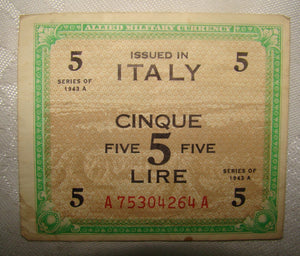 ALLIED MILITARY CURRENCY
5 ISSUED IN 5
ITALY
SERIES OF
1943 A
CINQUE
FIVE 5 FIVE
LIRE
SERIES OF
1943 A
5 5
A 75304264 A